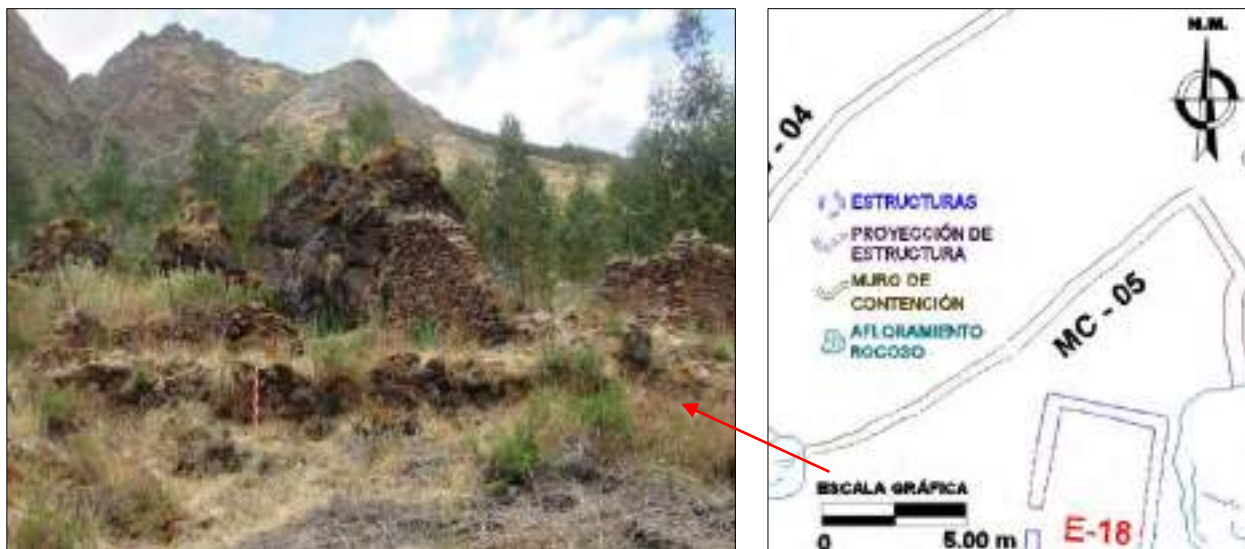 N.M.
- 04
ESTRUCTURAS
PROYECCIÓN DE
ESTRUCTURA
MURO DE
CONTENCIÓN
AFLORAMIENTO
ROCOSO
MC - 05
ESCALA GRÁFICA
0 5.00 m
E-18